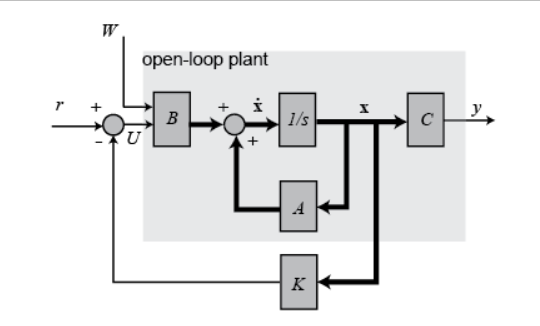 W
open-loop plant
r + - U B + + ẋ 1/s x C y
A
K